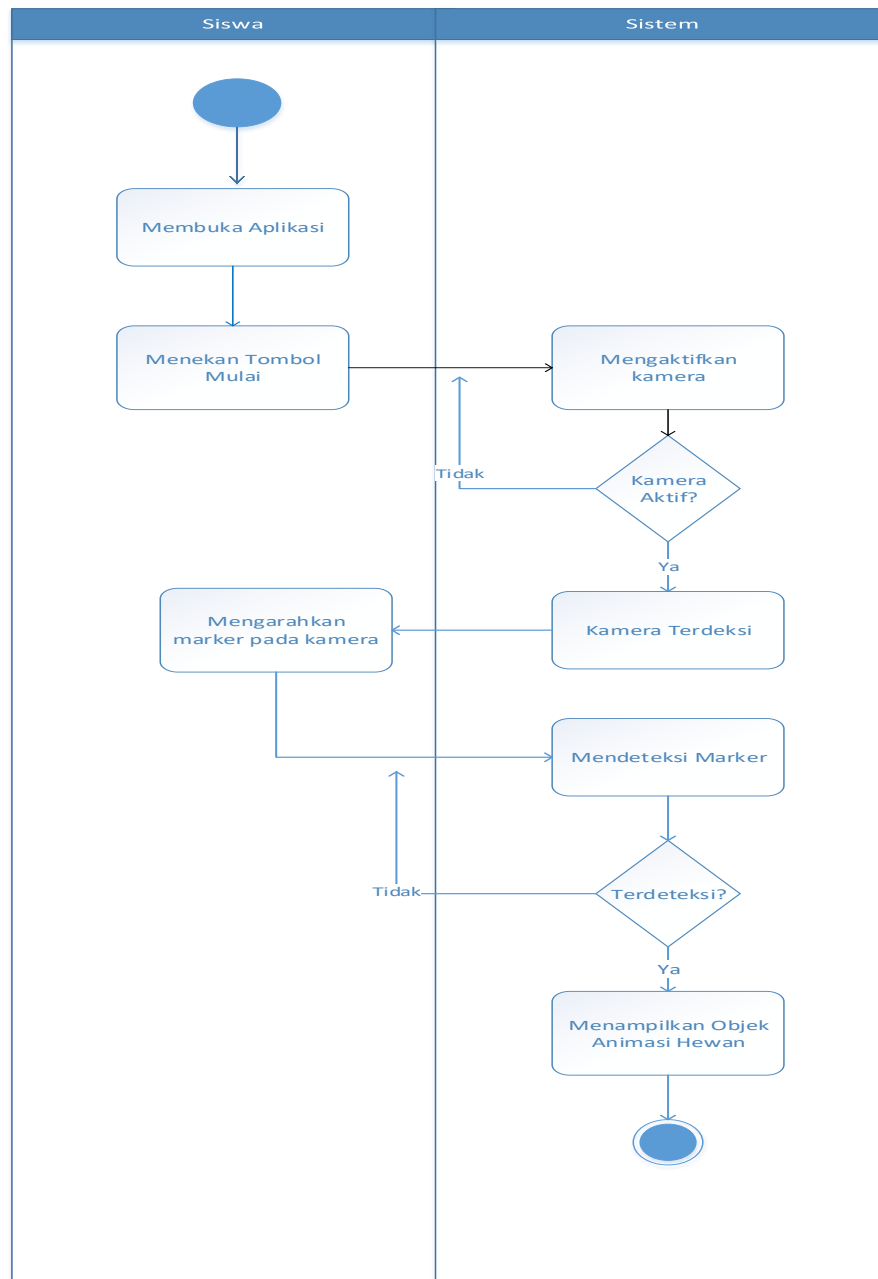 Siswa
Sistem
Membuka Aplikasi
Menekan Tombol
Mulai
Mengaktifkan
kamera
Kamera
Aktif?
Tidak
Ya
Kamera Terdeksi
Mengarahkan
marker pada kamera
Mendeteksi Marker
Terdeteksi?
Tidak
Ya
Menampilkan Objek
Animasi Hewan